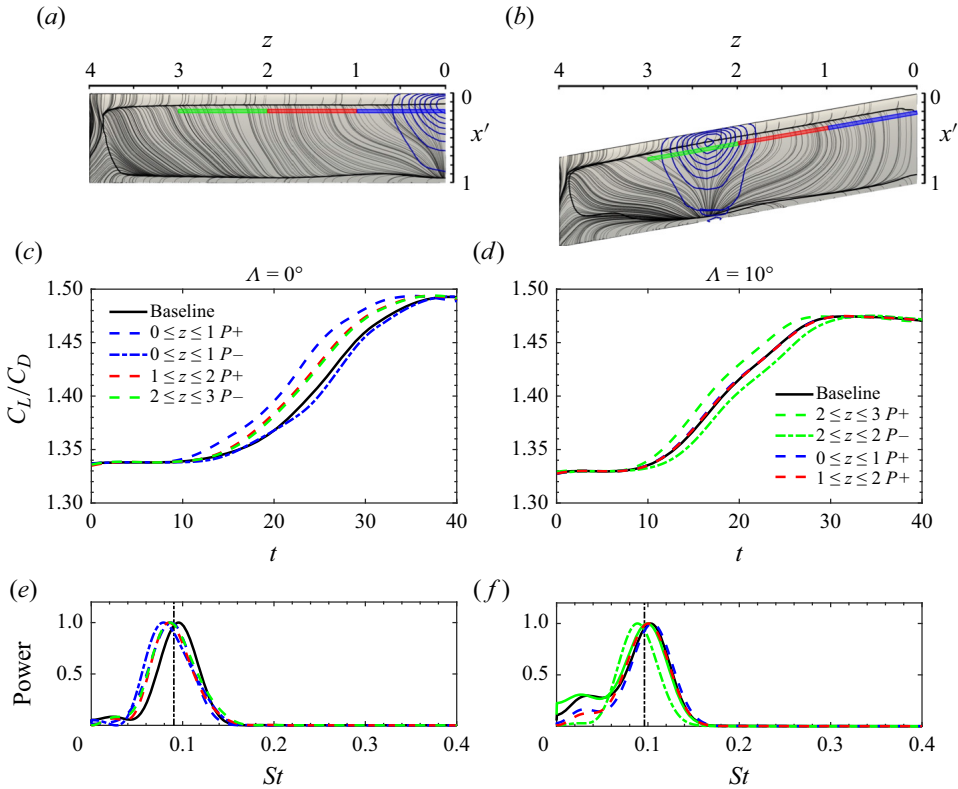 (a) (b)
z z
4 3 2 1 0 4 3 2 1 0
0 0
x′ x′
1 1
(c) (d)
Λ = 0° Λ = 10°
1.50 1.50
Baseline
0 ≤ z ≤ 1 P+
0 ≤ z ≤ 1 P−
1 ≤ z ≤ 2 P+
2 ≤ z ≤ 3 P−
1.45 1.45
C_L/C_D
1.40 1.40
Baseline
2 ≤ z ≤ 3 P+
2 ≤ z ≤ 2 P−
0 ≤ z ≤ 1 P+
1 ≤ z ≤ 2 P+
1.35 1.35
1.30 1.30
0 10 20 30 40 0 10 20 30 40
t t
(e) (f)
1.0 1.0
Power
0.5 0.5
0 0.1 0.2 0.3 0.4 0 0.1 0.2 0.3 0.4
St St